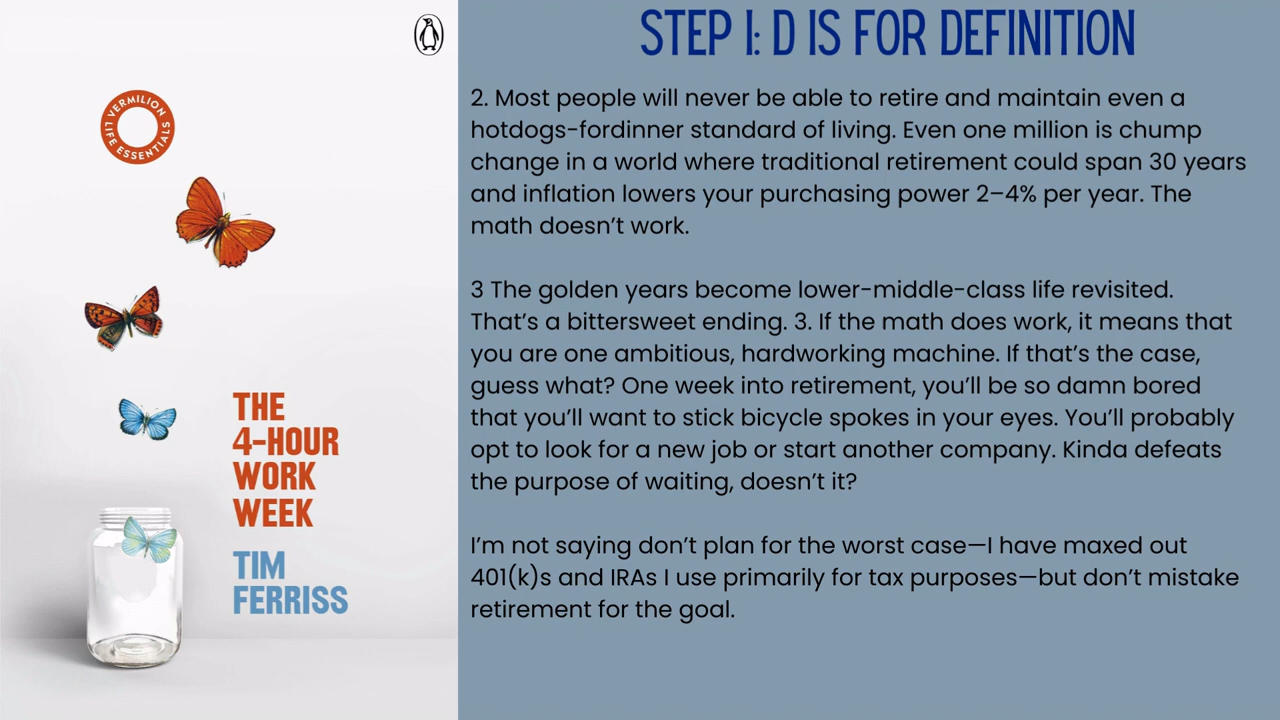 VERMILION
LIFE ESSENTIALS
THE
4-HOUR
WORK
WEEK
TIM
FERRISS
STEP 1: D IS FOR DEFINITION
2. Most people will never be able to retire and maintain even a
hotdogs-fordinner standard of living. Even one million is chump
change in a world where traditional retirement could span 30 years
and inflation lowers your purchasing power 2–4% per year. The
math doesn’t work.
3 The golden years become lower-middle-class life revisited.
That’s a bittersweet ending. 3. If the math does work, it means that
you are one ambitious, hardworking machine. If that’s the case,
guess what? One week into retirement, you’ll be so damn bored
that you’ll want to stick bicycle spokes in your eyes. You’ll probably
opt to look for a new job or start another company. Kinda defeats
the purpose of waiting, doesn’t it?
I’m not saying don’t plan for the worst case—I have maxed out
401(k)s and IRAs I use primarily for tax purposes—but don’t mistake
retirement for the goal.